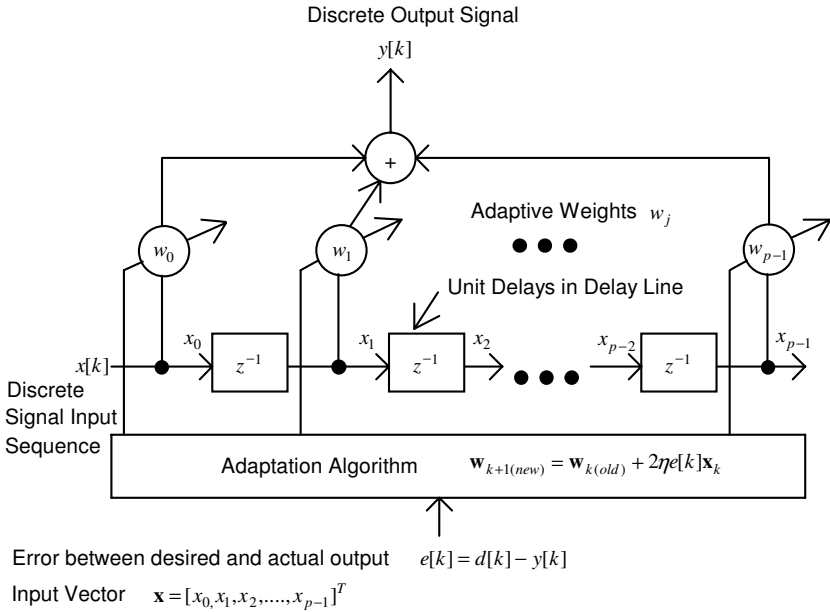 Discrete Output Signal
y[k]
+
Adaptive Weights w_j
w_0
w_1
w_{p−1}
Unit Delays in Delay Line
x_0
x_1
x_2
x_{p−2}
x_{p−1}
x[k]
z^{−1}
z^{−1}
z^{−1}
Discrete
Signal Input
Sequence
Adaptation Algorithm w_{k+1(new)} = w_{k(old)} + 2ηe[k]x_k
Error between desired and actual output e[k] = d[k] − y[k]
Input Vector x = [x_{0,} x_1, x_2, ...., x_{p−1}]^T